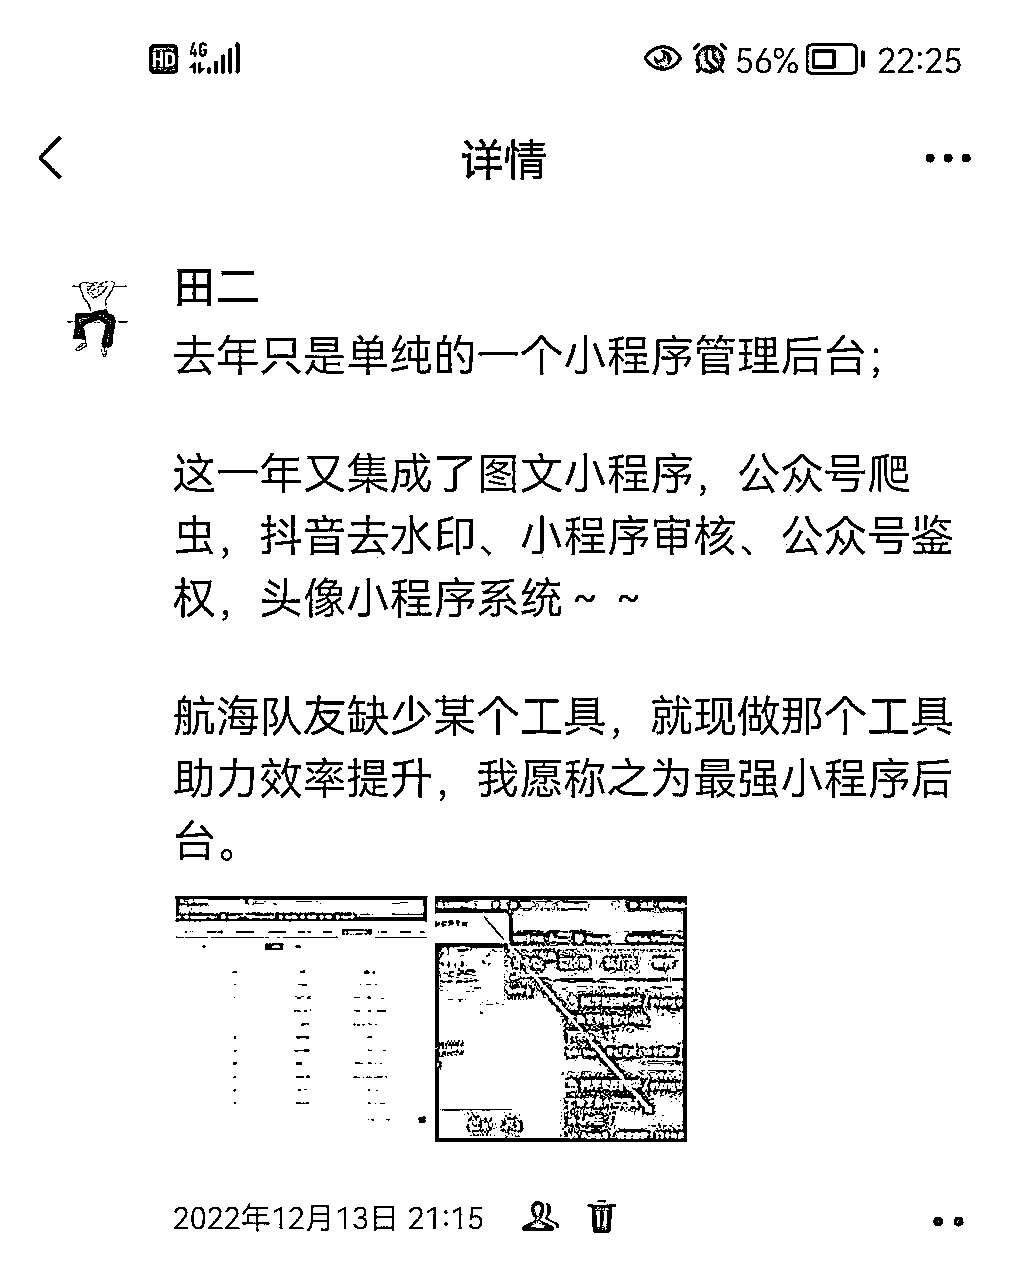 HD 4G 56% 22:25
详情
田二
去年只是单纯的一个小程序管理后台；
这一年又集成了图文小程序，公众号爬
虫，抖音去水印、小程序审核、公众号鉴
权，头像小程序系统~ ~
航海队友缺少某个工具，就现做那个工具
助力效率提升，我愿称之为最强小程序后
台。
2022年12月13日 21:15